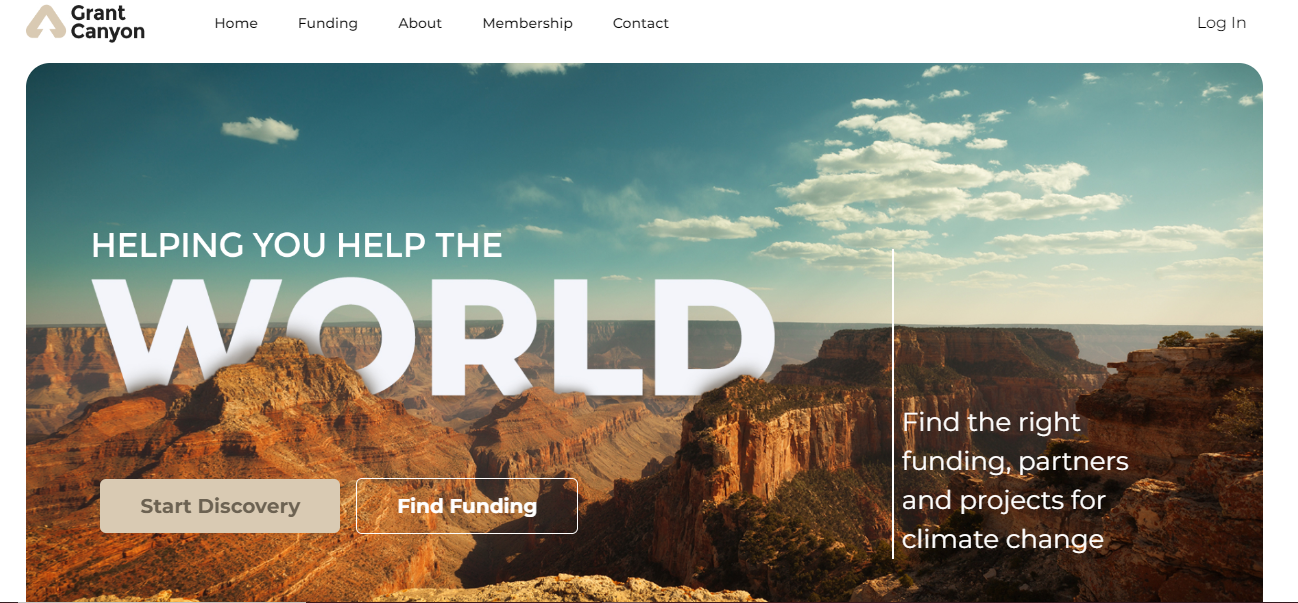 Grant
Canyon
Home Funding About Membership Contact Log In
HELPING YOU HELP THE
WORLD
Find the right
funding, partners
and projects for
climate change
Start Discovery Find Funding